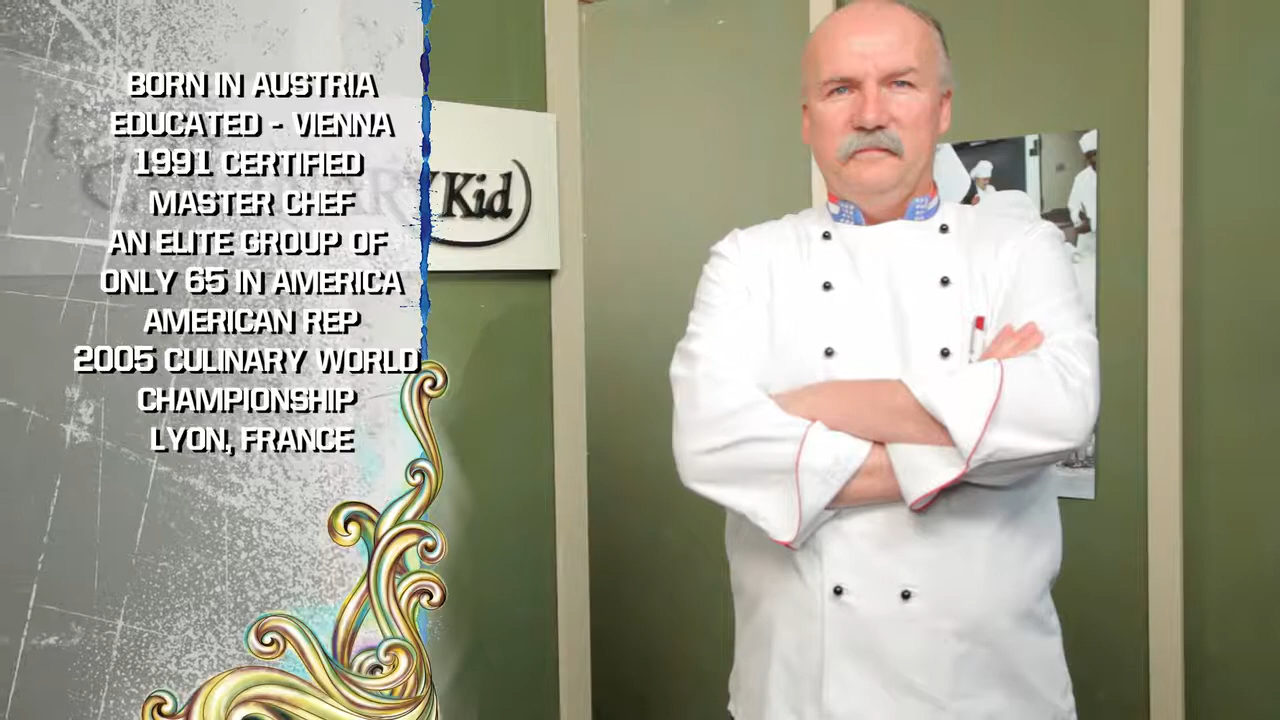 BORN IN AUSTRIA
EDUCATED - VIENNA
1991 CERTIFIED
MASTER CHEF
AN ELITE GROUP OF
ONLY 65 IN AMERICA
AMERICAN REP
2005 CULINARY WORLD
CHAMPIONSHIP
LYON, FRANCE
Kid